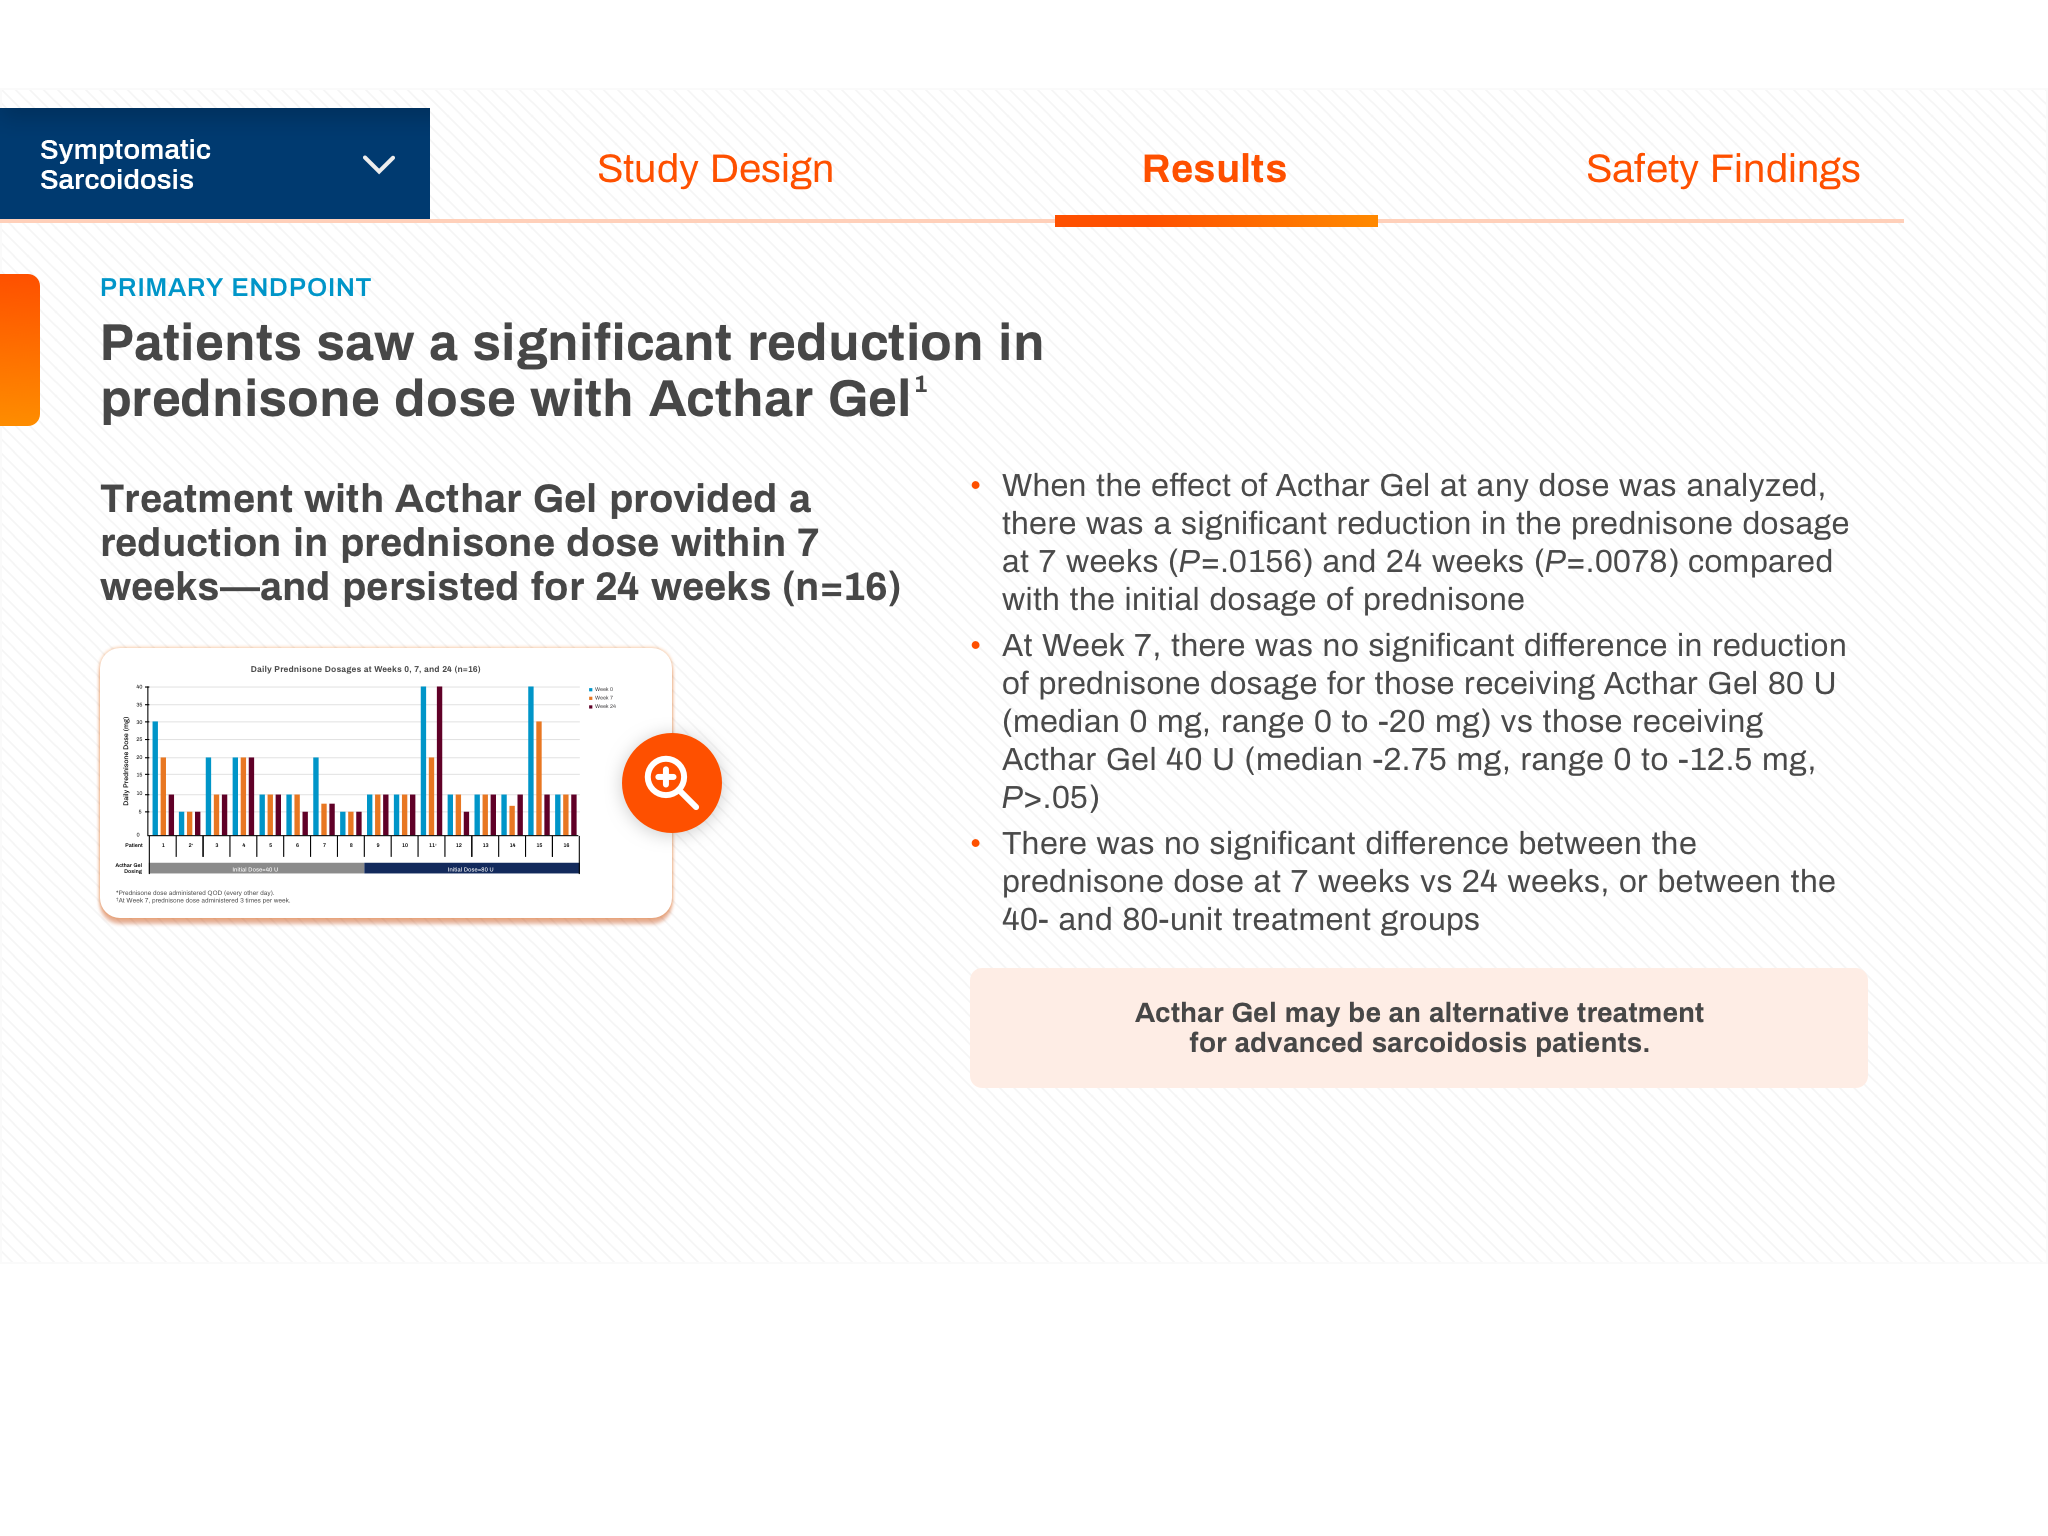 Symptomatic
Sarcoidosis
Study Design
Results
Safety Findings
PRIMARY ENDPOINT
Patients saw a significant reduction in
prednisone dose with Acthar Gel¹
Treatment with Acthar Gel provided a
reduction in prednisone dose within 7
weeks—and persisted for 24 weeks (n=16)
Daily Prednisone Dosages at Weeks 0, 7, and 24 (n=16)
Daily Prednisone Dose (mg)
40
35
30
25
20
15
10
5
0
Week 0
Week 7
Week 24
Patient 1 2* 3 4 5 6 7 8 9 10 11† 12 13 14 15 16
Acthar Gel
Dosing
Initial Dose=40 U Initial Dose=80 U
*Prednisone dose administered QOD (every other day).
†At Week 7, prednisone dose administered 3 times per week.
• When the effect of Acthar Gel at any dose was analyzed,
there was a significant reduction in the prednisone dosage
at 7 weeks (P=.0156) and 24 weeks (P=.0078) compared
with the initial dosage of prednisone
• At Week 7, there was no significant difference in reduction
of prednisone dosage for those receiving Acthar Gel 80 U
(median 0 mg, range 0 to -20 mg) vs those receiving
Acthar Gel 40 U (median -2.75 mg, range 0 to -12.5 mg,
P>.05)
• There was no significant difference between the
prednisone dose at 7 weeks vs 24 weeks, or between the
40- and 80-unit treatment groups
Acthar Gel may be an alternative treatment
for advanced sarcoidosis patients.